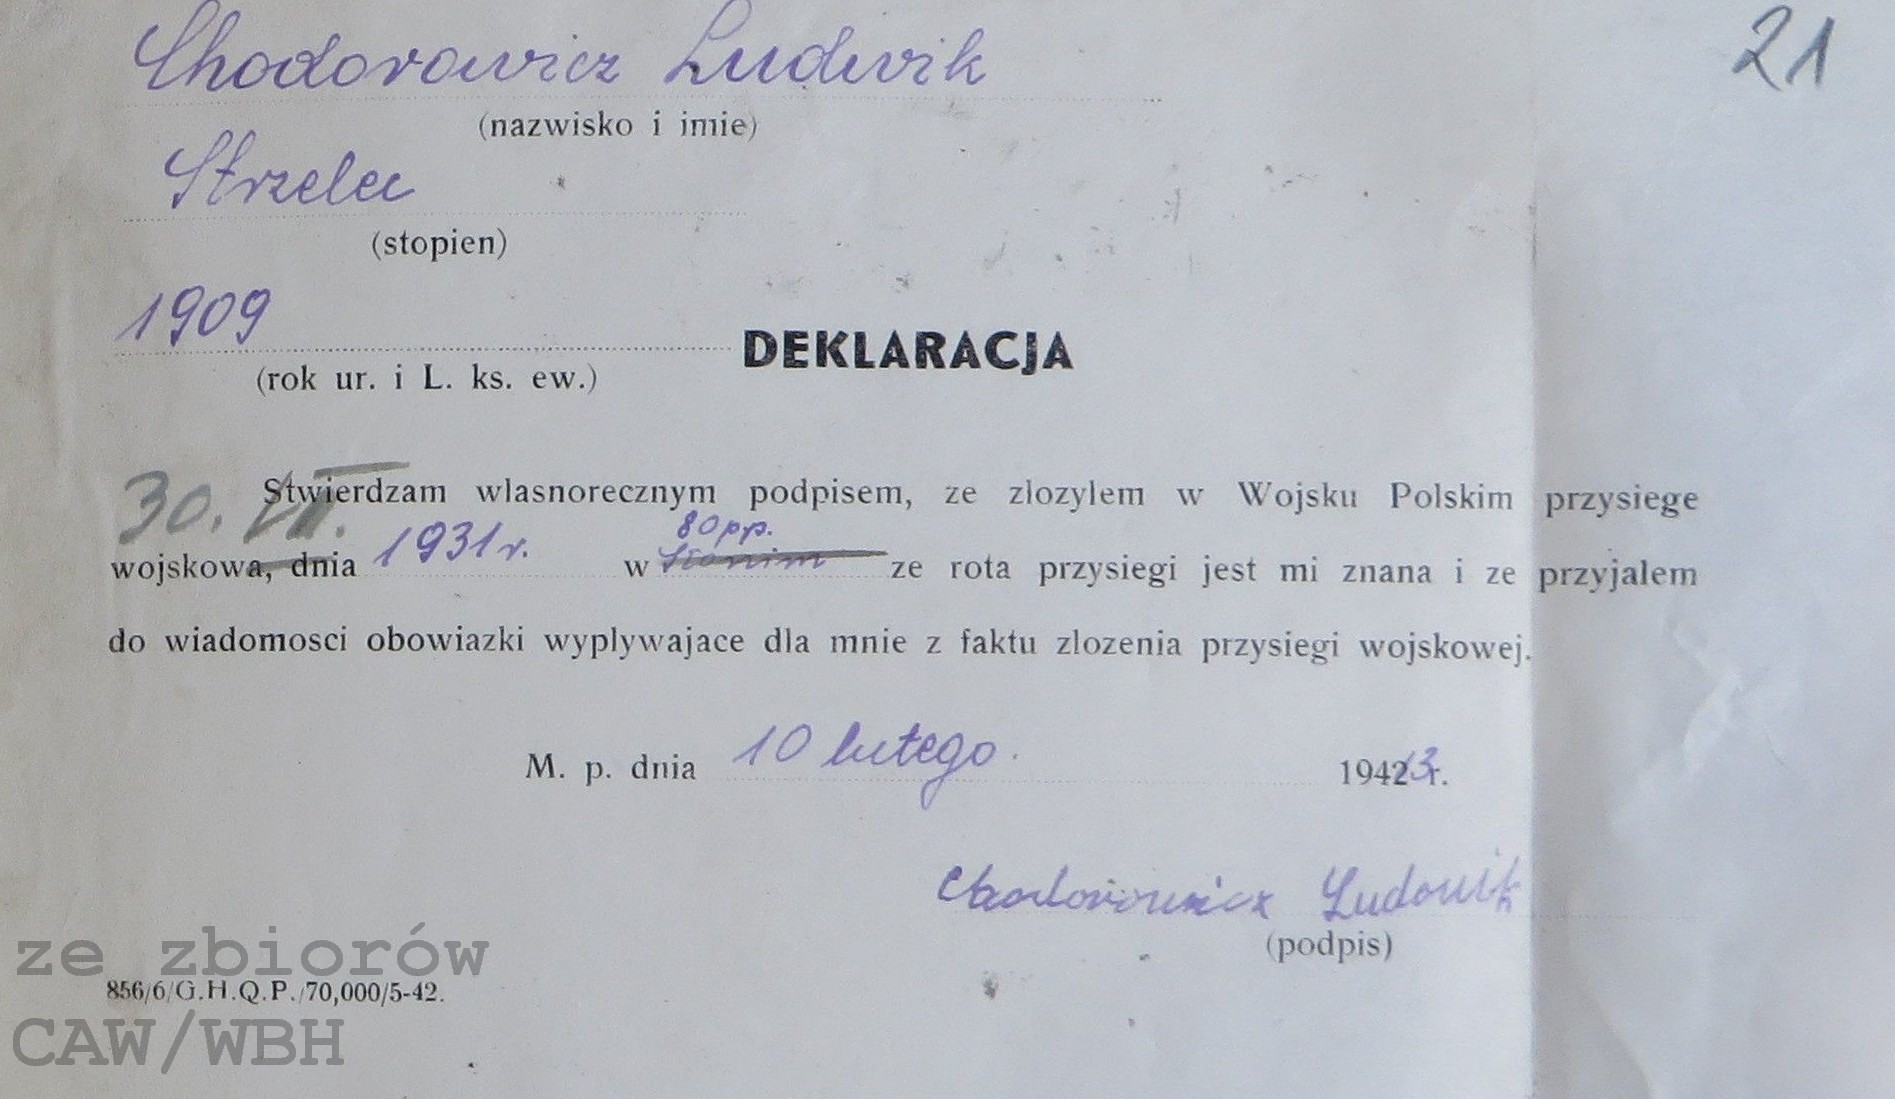 Chodorowicz Ludwik
21
(nazwisko i imie)
Strzelec
(stopien)
1909
(rok ur. i L. ks. ew.)
DEKLARACJA
30. VII.
Stwierdzam wlasnorecznym podpisem, ze zlozylem w Wojsku Polskim przysiege
80 pp.
wojskowa, dnia 1931 r. w Słonim ze rota przysiegi jest mi znana i ze przyjalem
do wiadomosci obowiazki wyplywajace dla mnie z faktu zlozenia przysiegi wojskowej.
M. p. dnia 10 lutego 1942 3 r.
Chodorowicz Ludwik
(podpis)
ze zbiorów
856/6/G.H.Q.P./70,000/5-42.
CAW/WBH